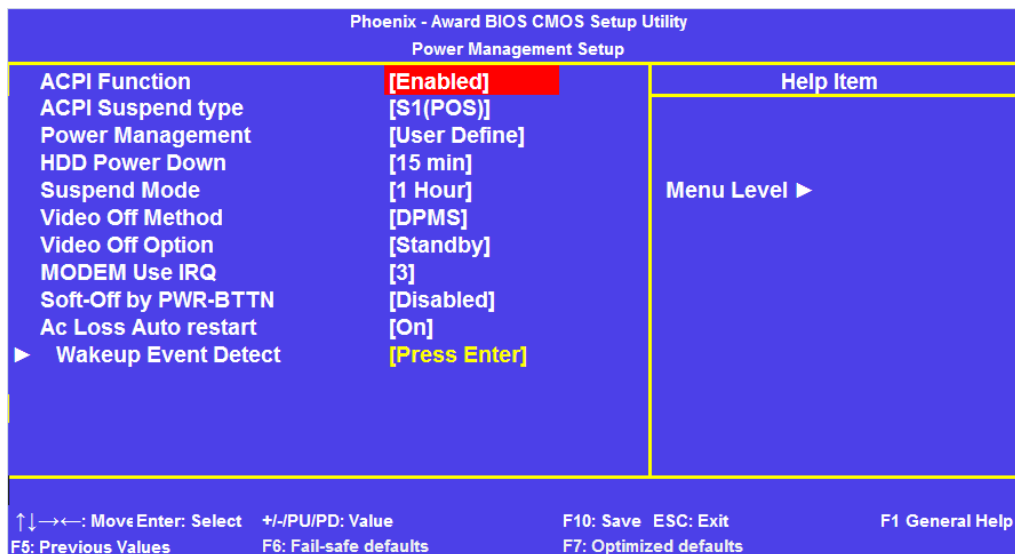 Phoenix - Award BIOS CMOS Setup Utility
Power Management Setup
ACPI Function [Enabled]
Help Item
ACPI Suspend type [S1(POS)]
Power Management [User Define]
HDD Power Down [15 min]
Suspend Mode [1 Hour]
Menu Level ►
Video Off Method [DPMS]
Video Off Option [Standby]
MODEM Use IRQ [3]
Soft-Off by PWR-BTTN [Disabled]
Ac Loss Auto restart [On]
► Wakeup Event Detect [Press Enter]
↑↓→←: Move Enter: Select +/-/PU/PD: Value F10: Save ESC: Exit F1 General Help
F5: Previous Values F6: Fail-safe defaults F7: Optimized defaults